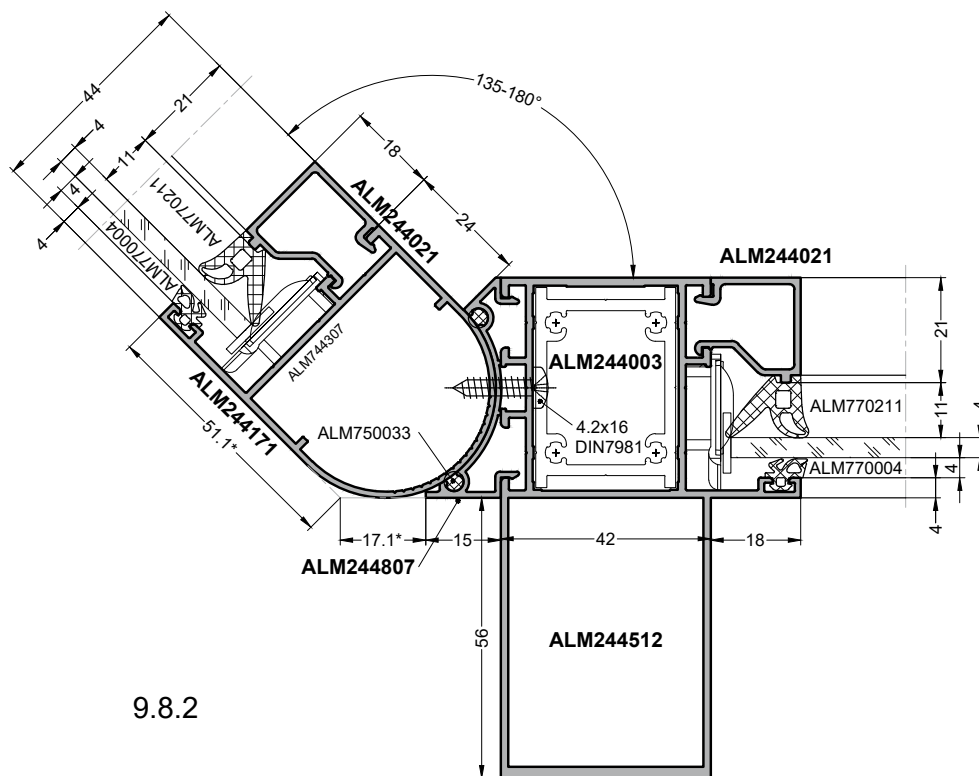 44
21
4
11
4
4
135-180°
18
24
ALM770211
ALM770004
ALM244021
ALM244021
ALM744307
ALM244171
51.1*
ALM750033
ALM244003
4.2x16
DIN7981
ALM770211
ALM770004
21
11
4
4
4
17.1*
15
42
18
ALM244807
56
ALM244512
9.8.2